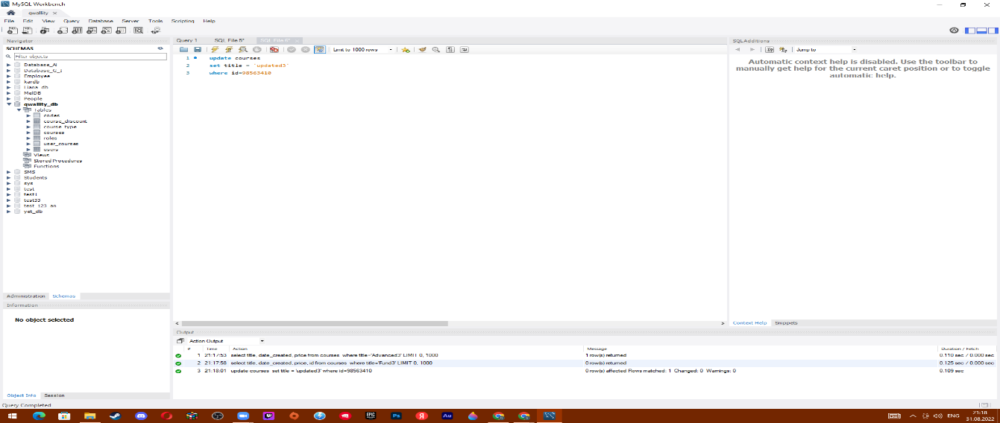 MySQL Workbench
qwallity ×
File Edit View Query Database Server Tools Scripting Help
Navigator
SCHEMAS
Filter objects
Database_AI
Database_G_I
Employee
kardb
Liana_db
MelDB
People
qwallity_db
Tables
codes
course_discount
course_type
courses
roles
user_courses
users
Views
Stored Procedures
Functions
SMS
Students
sys
test
test1
test33
test_123_an
yet_db
Administration Schemas
Information
No object selected
Object Info Session
Query Completed
Query 1 SQL File 5* SQL File 6* ×
Limit to 1000 rows
1 update courses
2 set title = 'updated3'
3 where id=98563410
Output
Action Output
# Time Action Message Duration / Fetch
1 21:17:53 select title, date_created, price from courses where title='Advanced3' LIMIT 0, 1000 1 row(s) returned 0.110 sec / 0.000 sec
2 21:17:58 select title, date_created, price, id from courses where title='Fund3' LIMIT 0, 1000 0 row(s) returned 0.125 sec / 0.000 sec
3 21:18:01 update courses set title = 'updated3' where id=98563410 0 row(s) affected Rows matched: 1 Changed: 0 Warnings: 0 0.109 sec
SQLAdditions
Jump to
Automatic context help is disabled. Use the toolbar to
manually get help for the current caret position or to toggle
automatic help.
Context Help Snippets
EPIC
Ps
Я
Au
ENG
21:18
31.08.2022